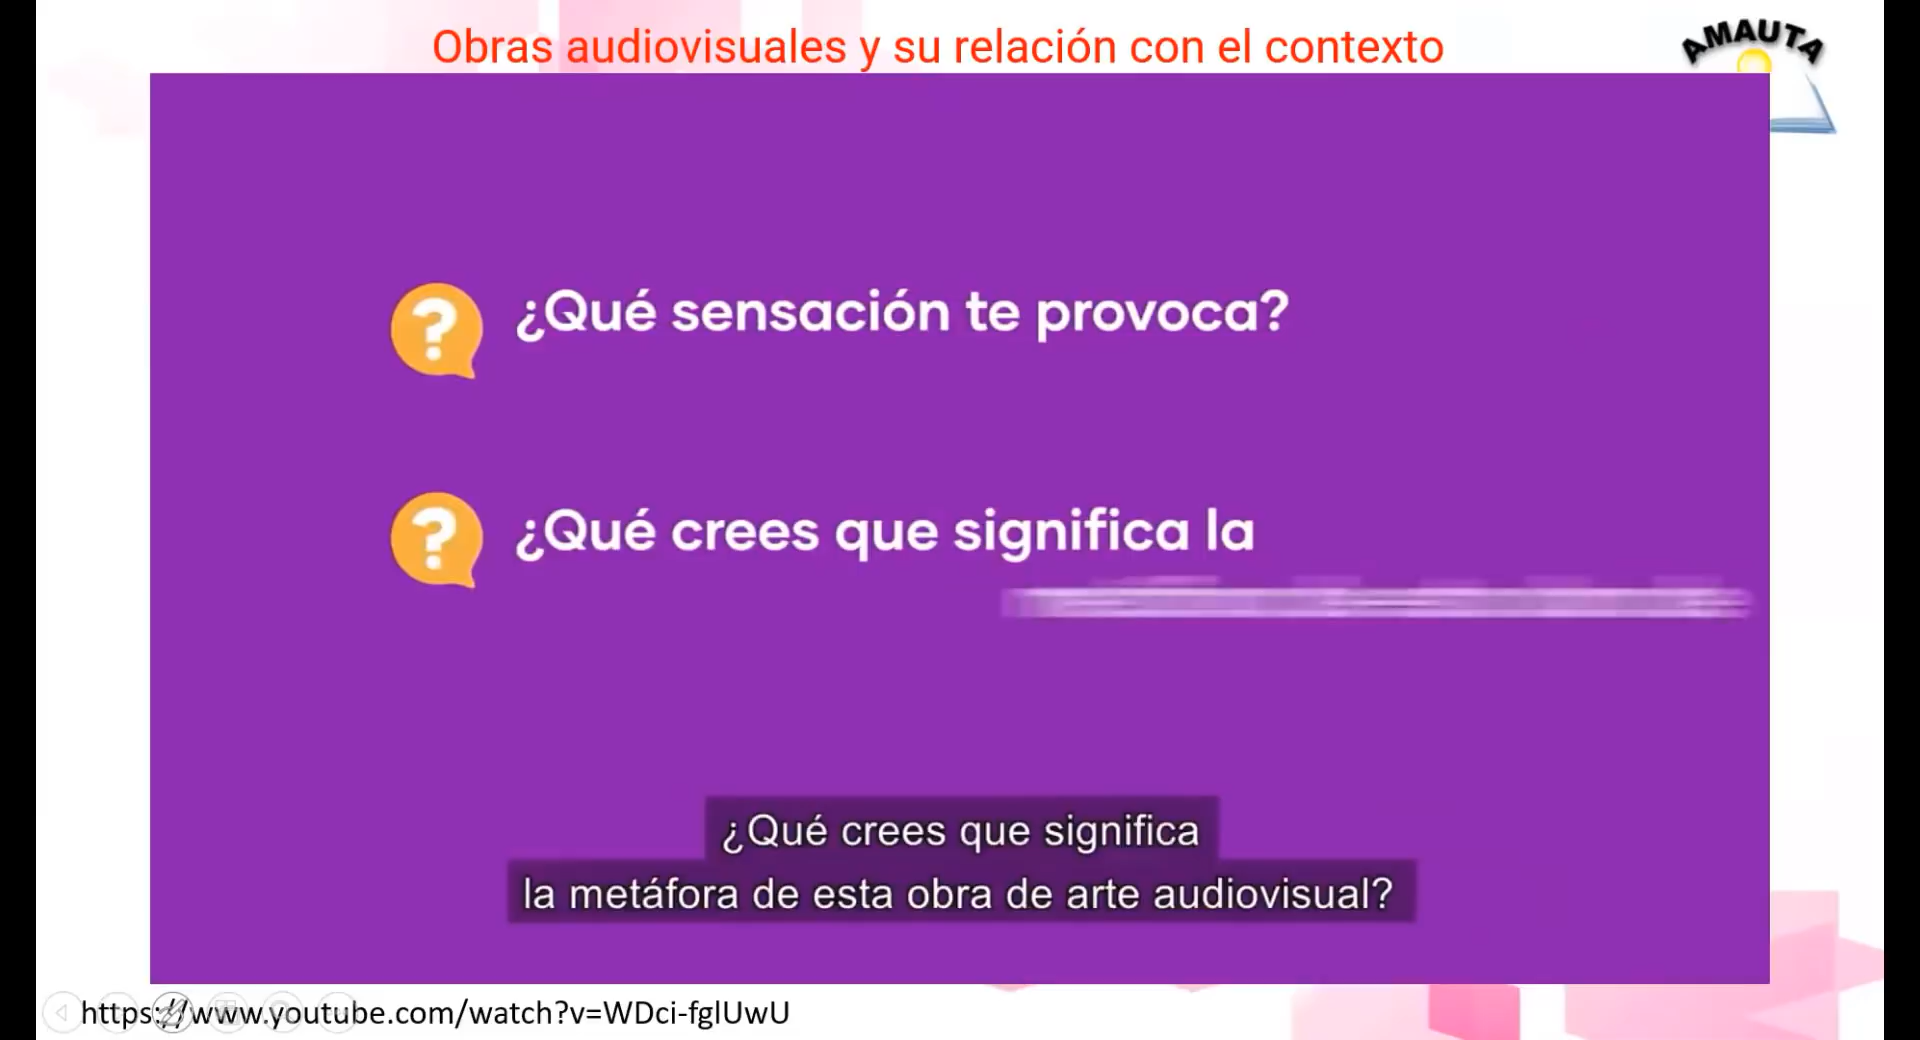 Obras audiovisuales y su relación con el contexto
AMAUTA
¿Qué sensación te provoca?
¿Qué crees que significa la
¿Qué crees que significa
la metáfora de esta obra de arte audiovisual?
https://www.youtube.com/watch?v=WDci-fglUwU